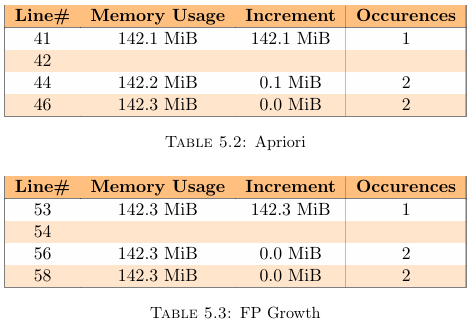 Line# Memory Usage Increment Occurences
41 142.1 MiB 142.1 MiB 1
42
44 142.2 MiB 0.1 MiB 2
46 142.3 MiB 0.0 MiB 2
TABLE 5.2: Apriori
Line# Memory Usage Increment Occurences
53 142.3 MiB 142.3 MiB 1
54
56 142.3 MiB 0.0 MiB 2
58 142.3 MiB 0.0 MiB 2
TABLE 5.3: FP Growth